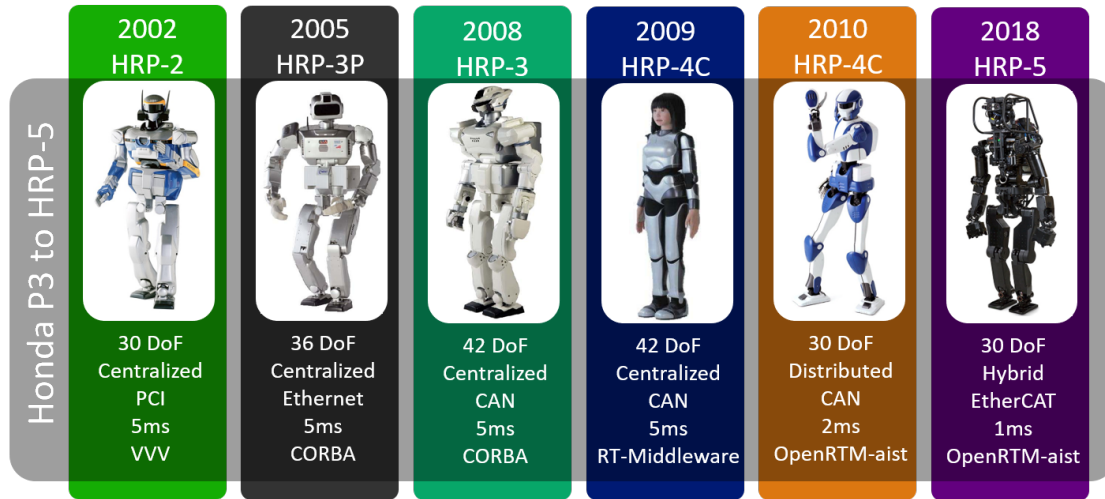 Honda P3 to HRP-5
2002
HRP-2
30 DoF
Centralized
PCI
5ms
VVV
2005
HRP-3P
36 DoF
Centralized
Ethernet
5ms
CORBA
2008
HRP-3
42 DoF
Centralized
CAN
5ms
CORBA
2009
HRP-4C
42 DoF
Centralized
CAN
5ms
RT-Middleware
2010
HRP-4C
30 DoF
Distributed
CAN
2ms
OpenRTM-aist
2018
HRP-5
30 DoF
Hybrid
EtherCAT
1ms
OpenRTM-aist